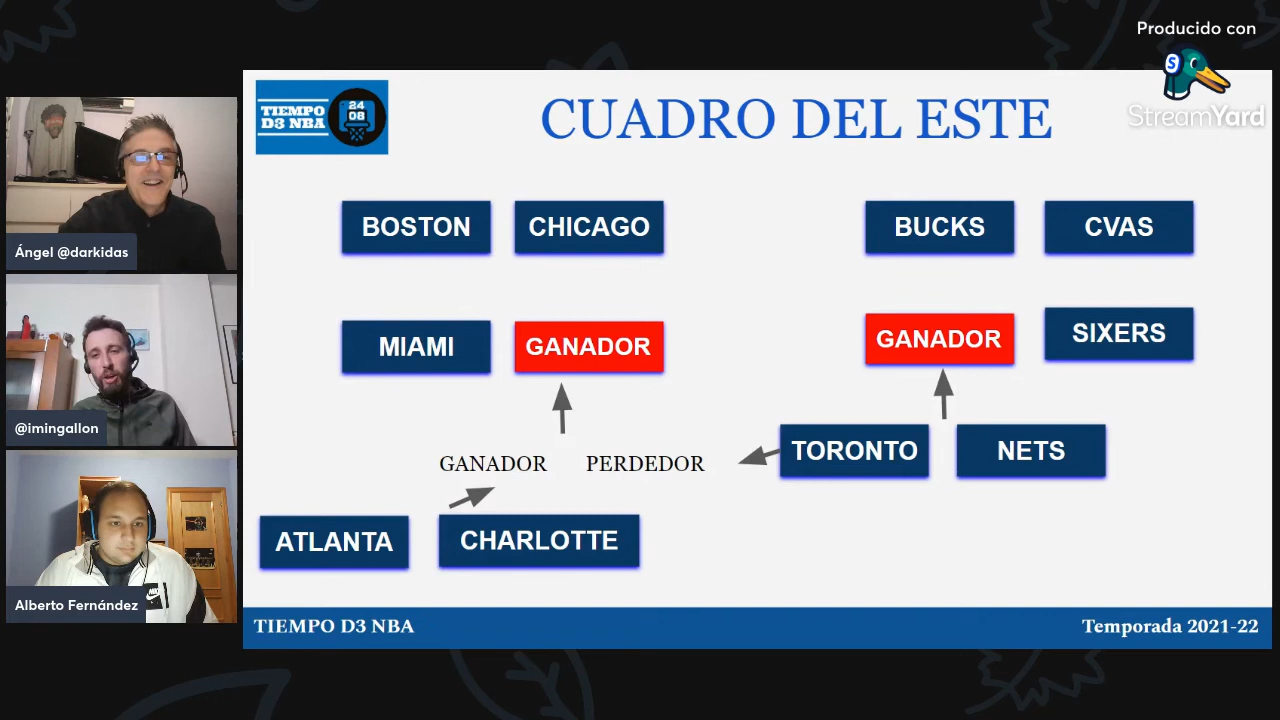 Producido con
StreamYard
TIEMPO
D3 NBA
24
08
CUADRO DEL ESTE
BOSTON
CHICAGO
BUCKS
CVAS
MIAMI
GANADOR
GANADOR
SIXERS
GANADOR
PERDEDOR
TORONTO
NETS
ATLANTA
CHARLOTTE
TIEMPO D3 NBA
Temporada 2021-22
Ángel @darkidas
@imingallon
Alberto Fernández